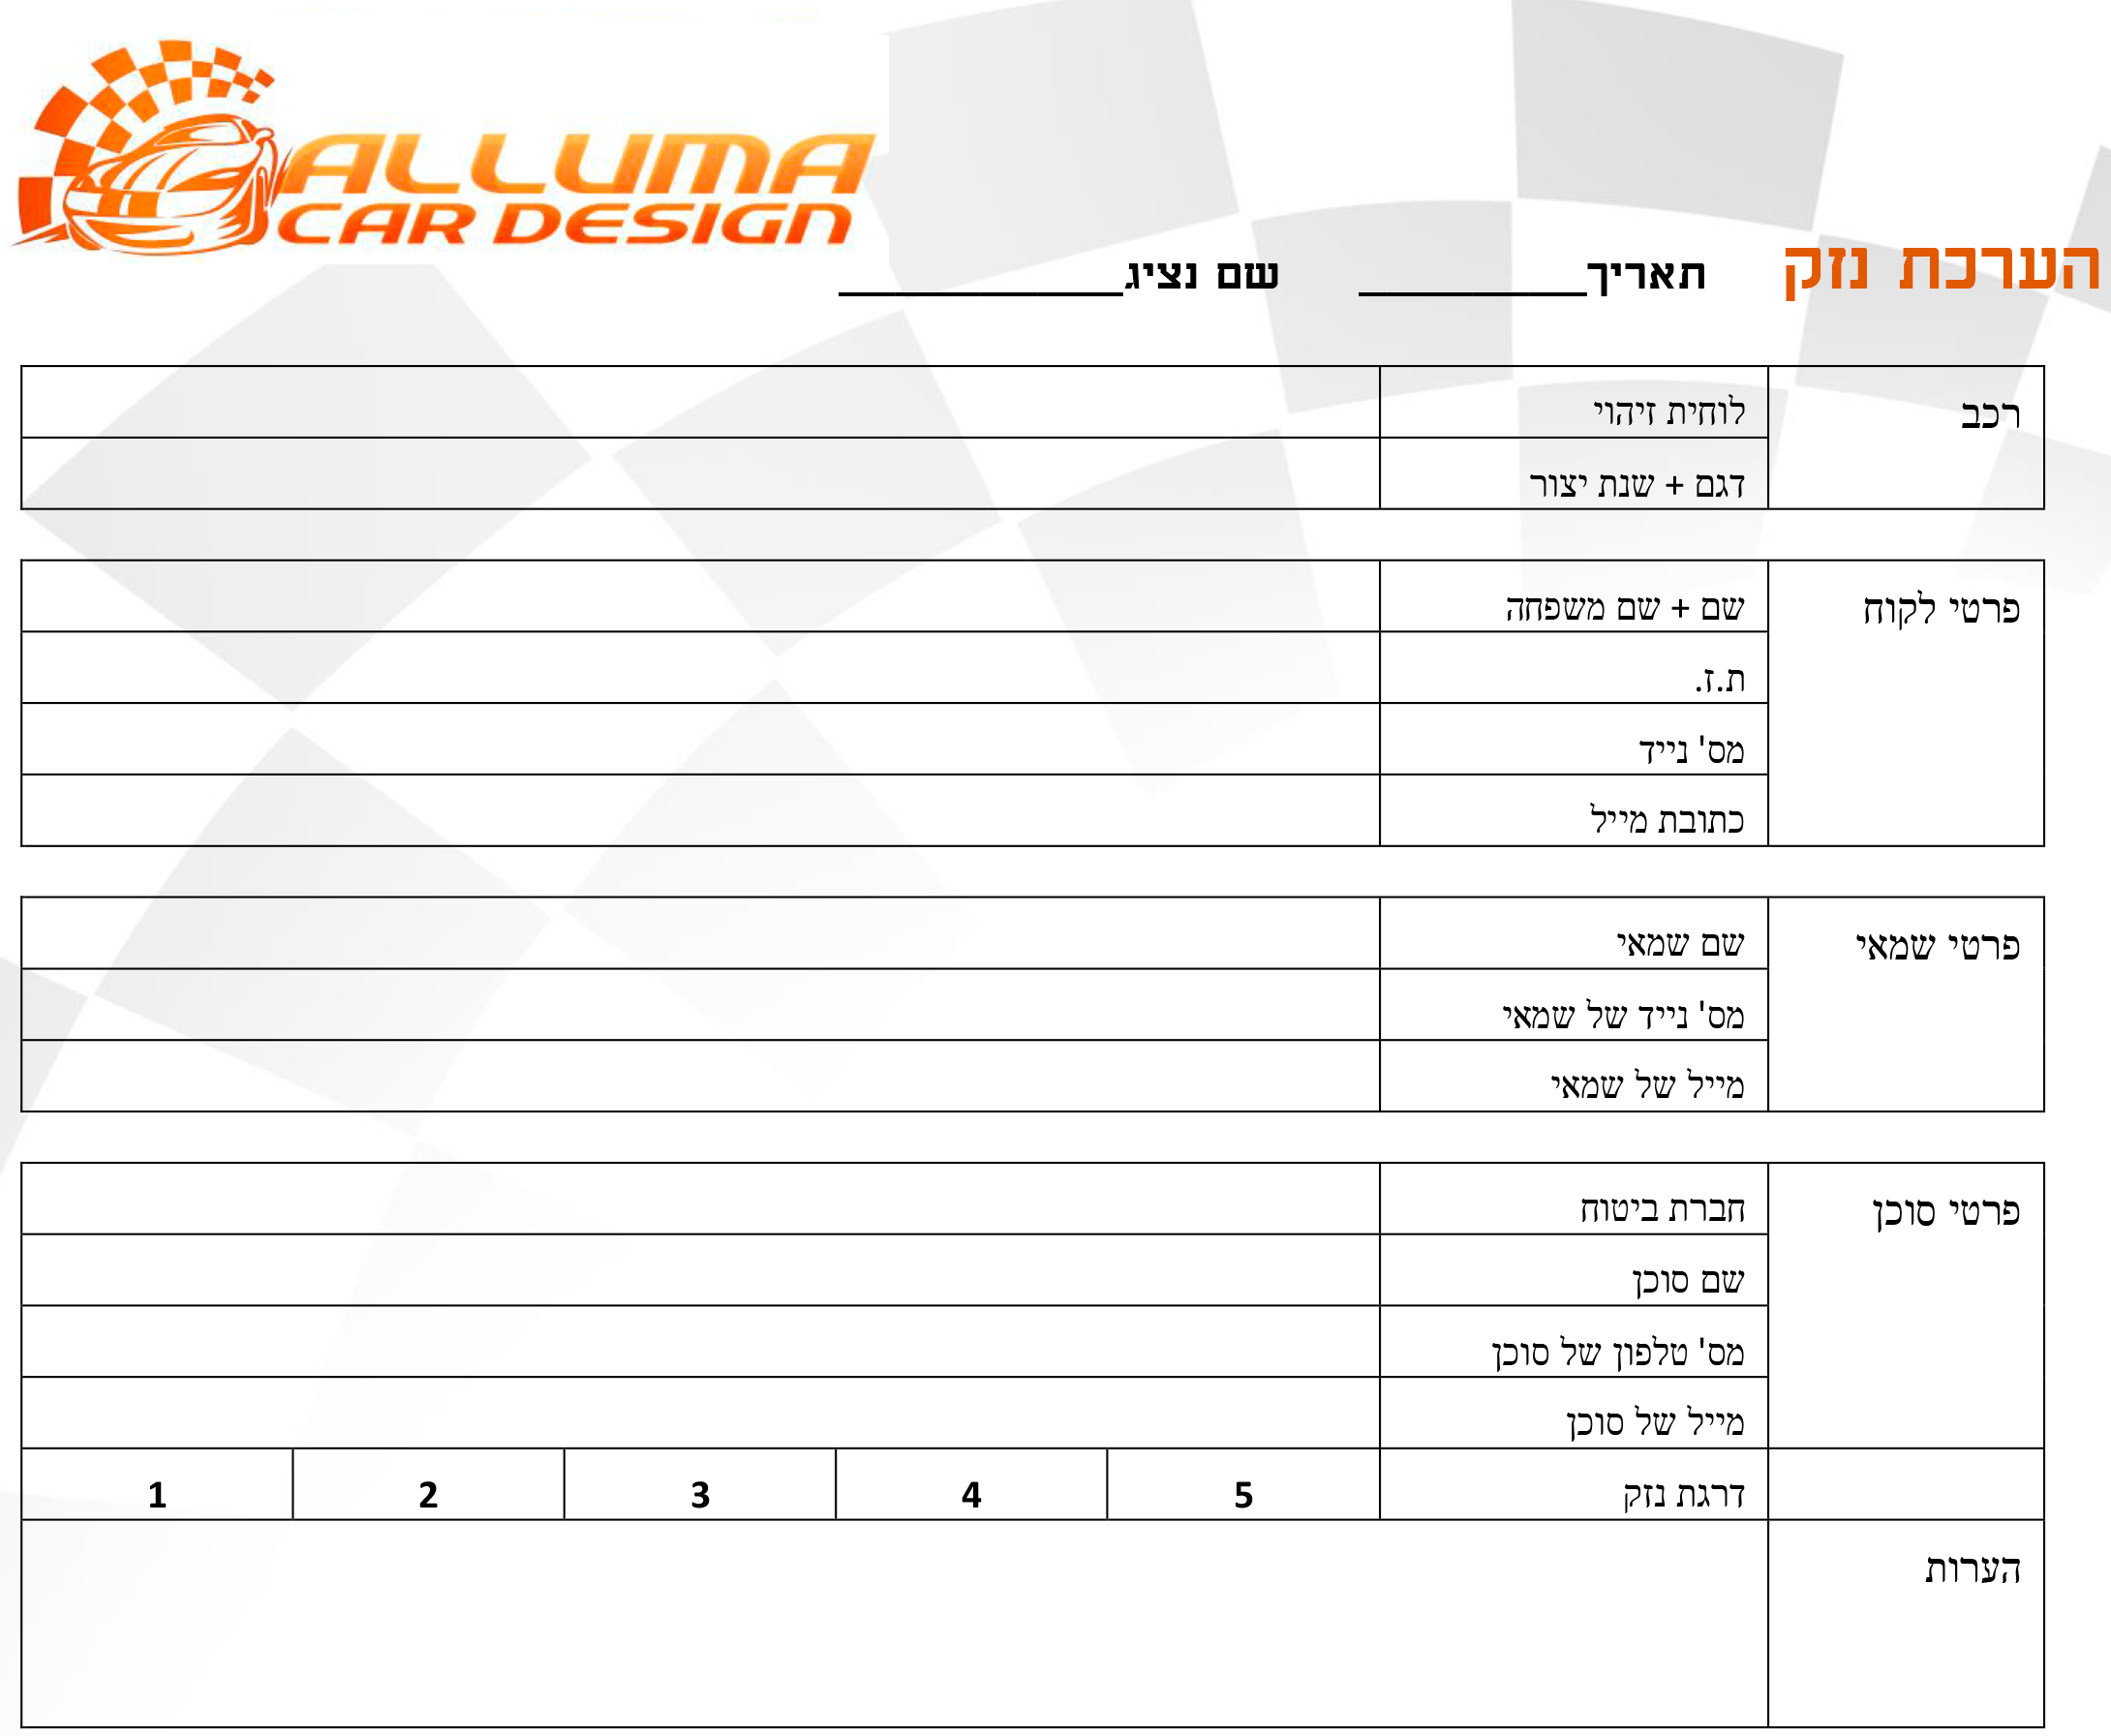 ALLUMA
CAR DESIGN
הערכת נזק תאריך__________ שם נציג____________
רכב לוחית זיהוי
דגם + שנת יצור
פרטי לקוח שם + שם משפחה
ת.ז.
מס' נייד
כתובת מייל
פרטי שמאי שם שמאי
מס' נייד של שמאי
מייל של שמאי
פרטי סוכן חברת ביטוח
שם סוכן
מס' טלפון של סוכן
מייל של סוכן
דרגת נזק 5 4 3 2 1
הערות